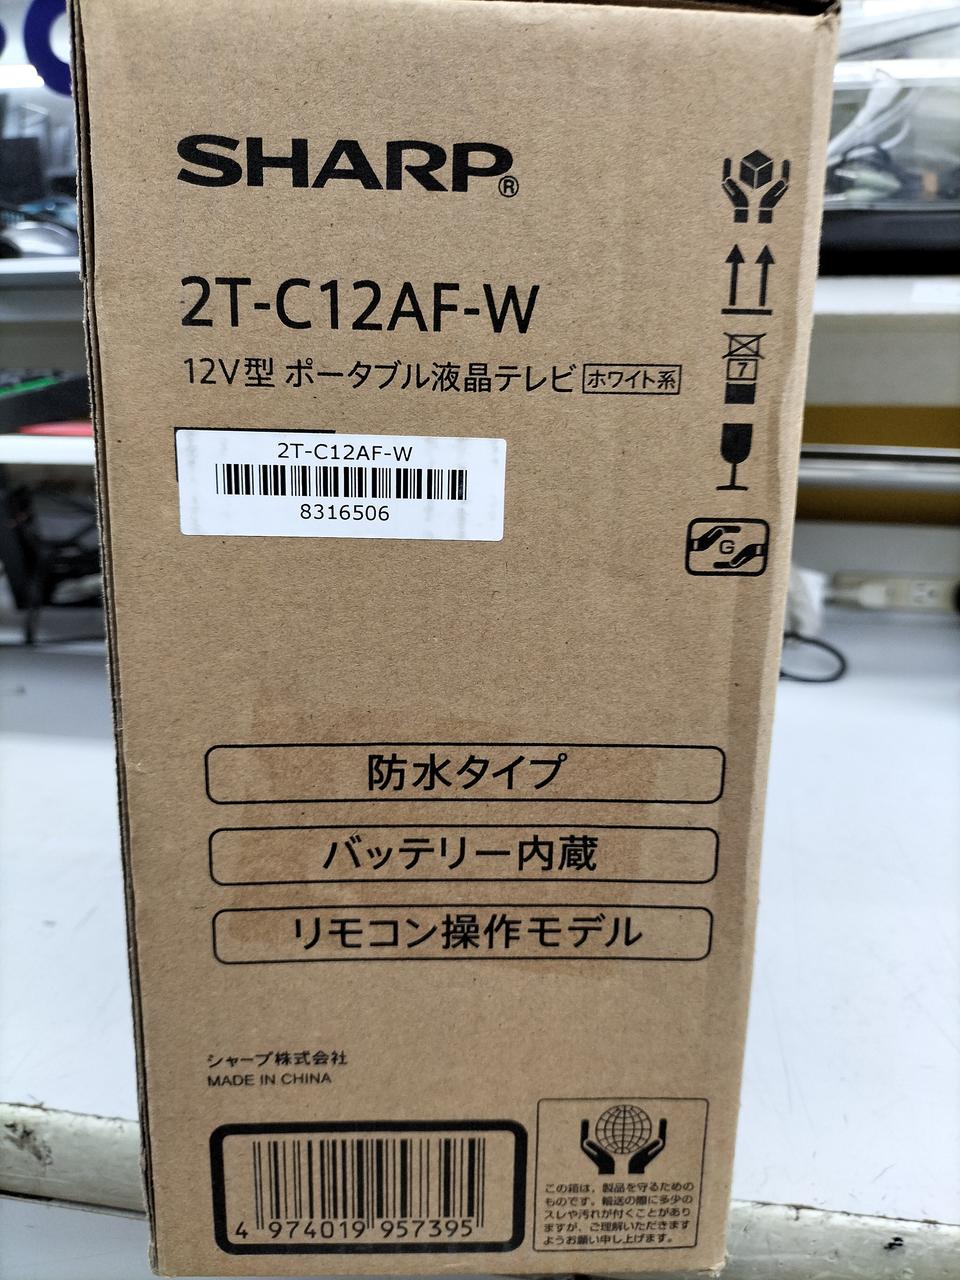 SHARP®
2T-C12AF-W
12V型 ポータブル液晶テレビ ホワイト系
7
2T-C12AF-W
8316506
G
防水タイプ
バッテリー内蔵
リモコン操作モデル
シャープ株式会社
MADE IN CHINA
4 974019 957395
この箱は、製品を守るための
ものです。輸送の際に多少の
スレや汚れが付くことがあり
ますが、ご理解いただきます
ようお願い申し上げます。